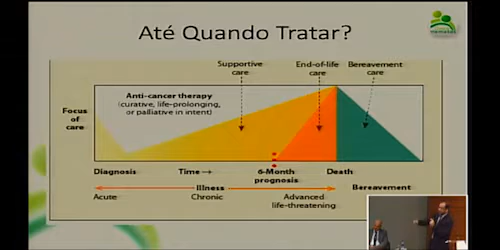 Até Quando Tratar?
Supportive
care
End-of-life
care
Bereavement
care
Anti-cancer therapy
(curative, life-prolonging,
or palliative in intent)
Focus
of care
Diagnosis
Time →
6-Month
prognosis
Death
Illness
Bereavement
Acute
Chronic
Advanced
life-threatening